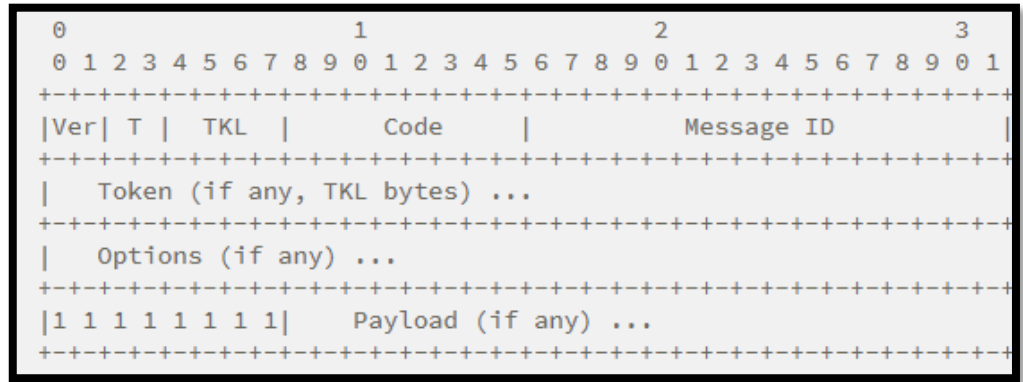 0                   1                   2                   3
0 1 2 3 4 5 6 7 8 9 0 1 2 3 4 5 6 7 8 9 0 1 2 3 4 5 6 7 8 9 0 1
+-+-+-+-+-+-+-+-+-+-+-+-+-+-+-+-+-+-+-+-+-+-+-+-+-+-+-+-+-+-+-+-+
|Ver| T |  TKL  |      Code     |          Message ID           |
+-+-+-+-+-+-+-+-+-+-+-+-+-+-+-+-+-+-+-+-+-+-+-+-+-+-+-+-+-+-+-+-+
|   Token (if any, TKL bytes) ...
+-+-+-+-+-+-+-+-+-+-+-+-+-+-+-+-+-+-+-+-+-+-+-+-+-+-+-+-+-+-+-+-+
|   Options (if any) ...
+-+-+-+-+-+-+-+-+-+-+-+-+-+-+-+-+-+-+-+-+-+-+-+-+-+-+-+-+-+-+-+-+
|1 1 1 1 1 1 1 1|    Payload (if any) ...
+-+-+-+-+-+-+-+-+-+-+-+-+-+-+-+-+-+-+-+-+-+-+-+-+-+-+-+-+-+-+-+-+